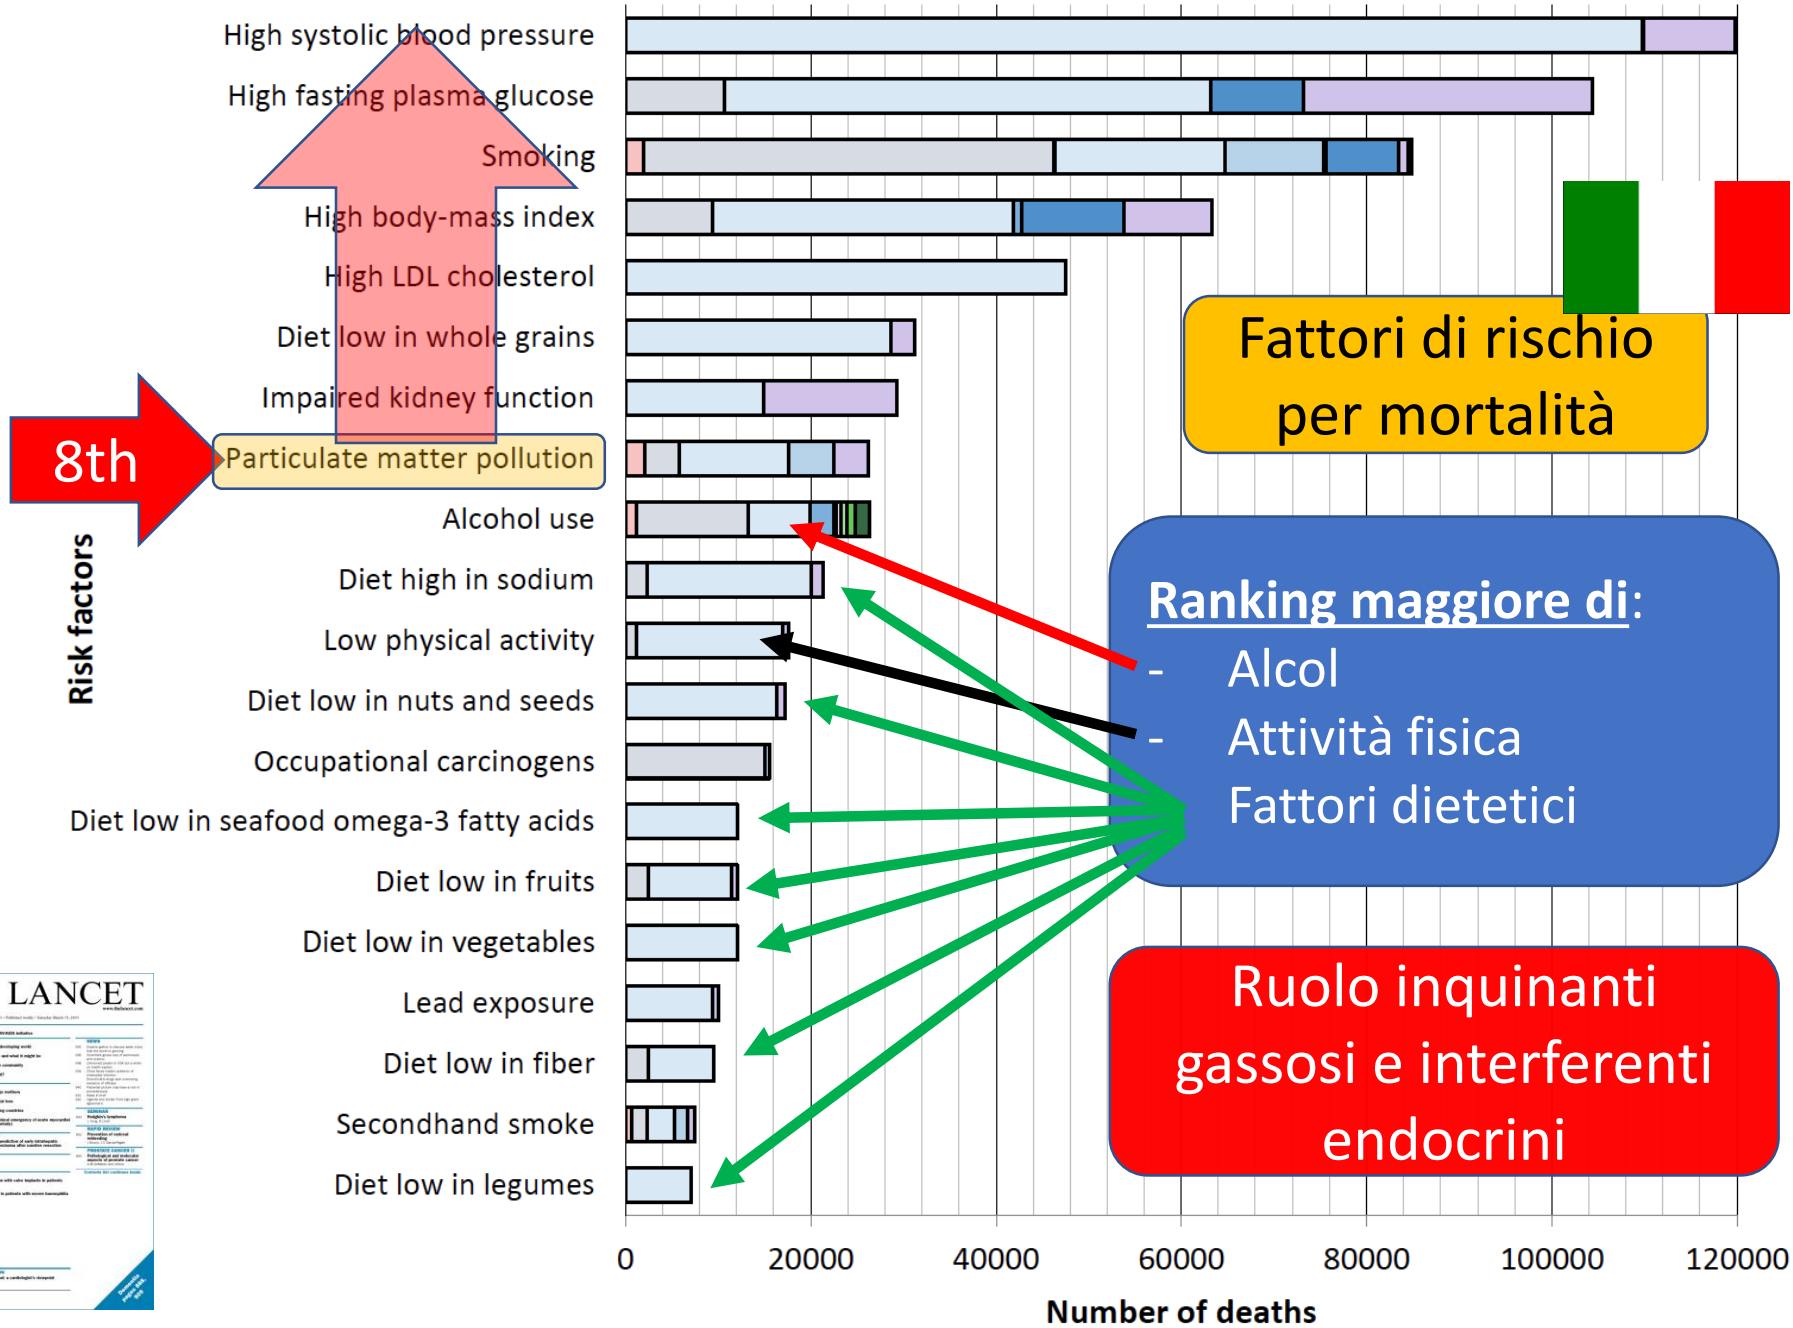 High systolic blood pressure
High fasting plasma glucose
Smoking
High body-mass index
High LDL cholesterol
Diet low in whole grains
Impaired kidney function
Particulate matter pollution
Alcohol use
Diet high in sodium
Low physical activity
Diet low in nuts and seeds
Occupational carcinogens
Diet low in seafood omega-3 fatty acids
Diet low in fruits
Diet low in vegetables
Lead exposure
Diet low in fiber
Secondhand smoke
Diet low in legumes
8th
Risk factors
0 20000 40000 60000 80000 100000 120000
Number of deaths
Fattori di rischio
per mortalità
Ranking maggiore di:
- Alcol
- Attività fisica
Fattori dietetici
Ruolo inquinanti
gassosi e interferenti
endocrini
LANCET
www.thelancet.com